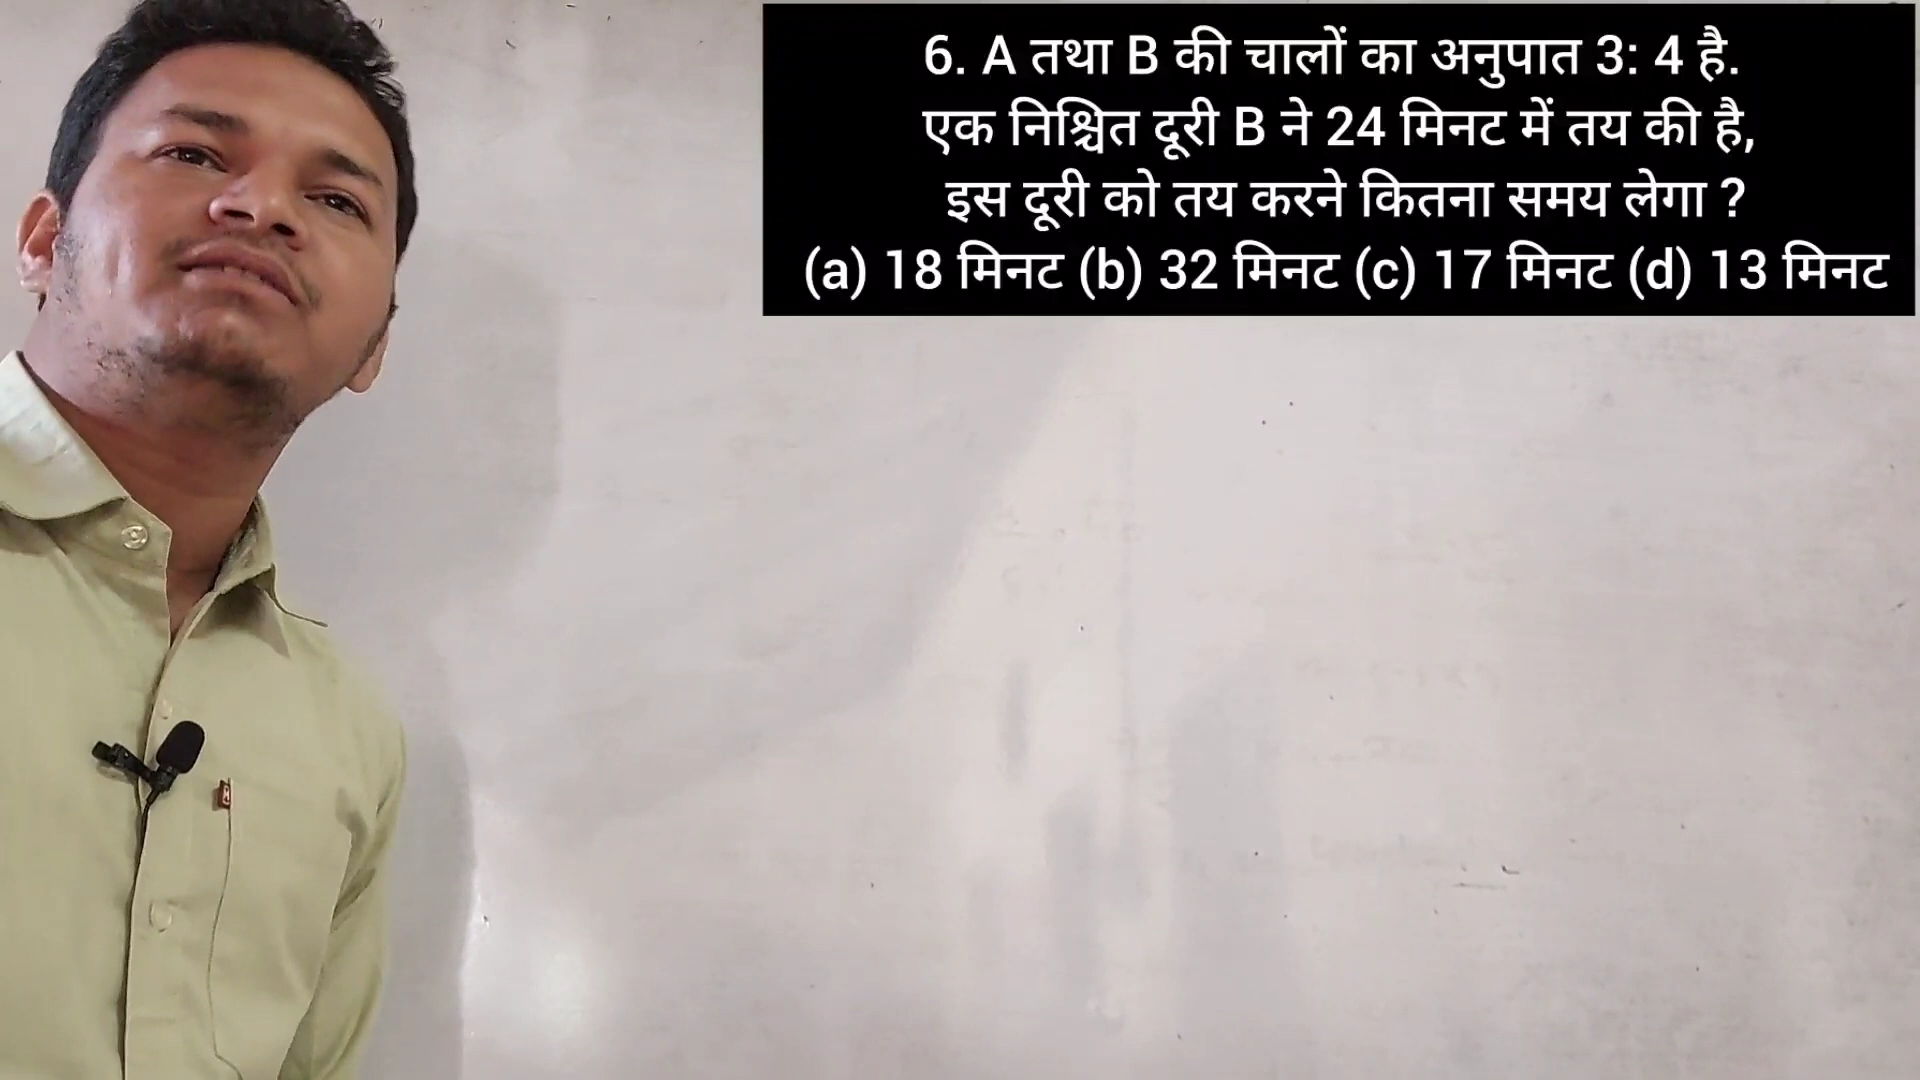 6. A तथा B की चालों का अनुपात 3: 4 है.
एक निश्चित दूरी B ने 24 मिनट में तय की है,
इस दूरी को तय करने कितना समय लेगा ?
(a) 18 मिनट (b) 32 मिनट (c) 17 मिनट (d) 13 मिनट